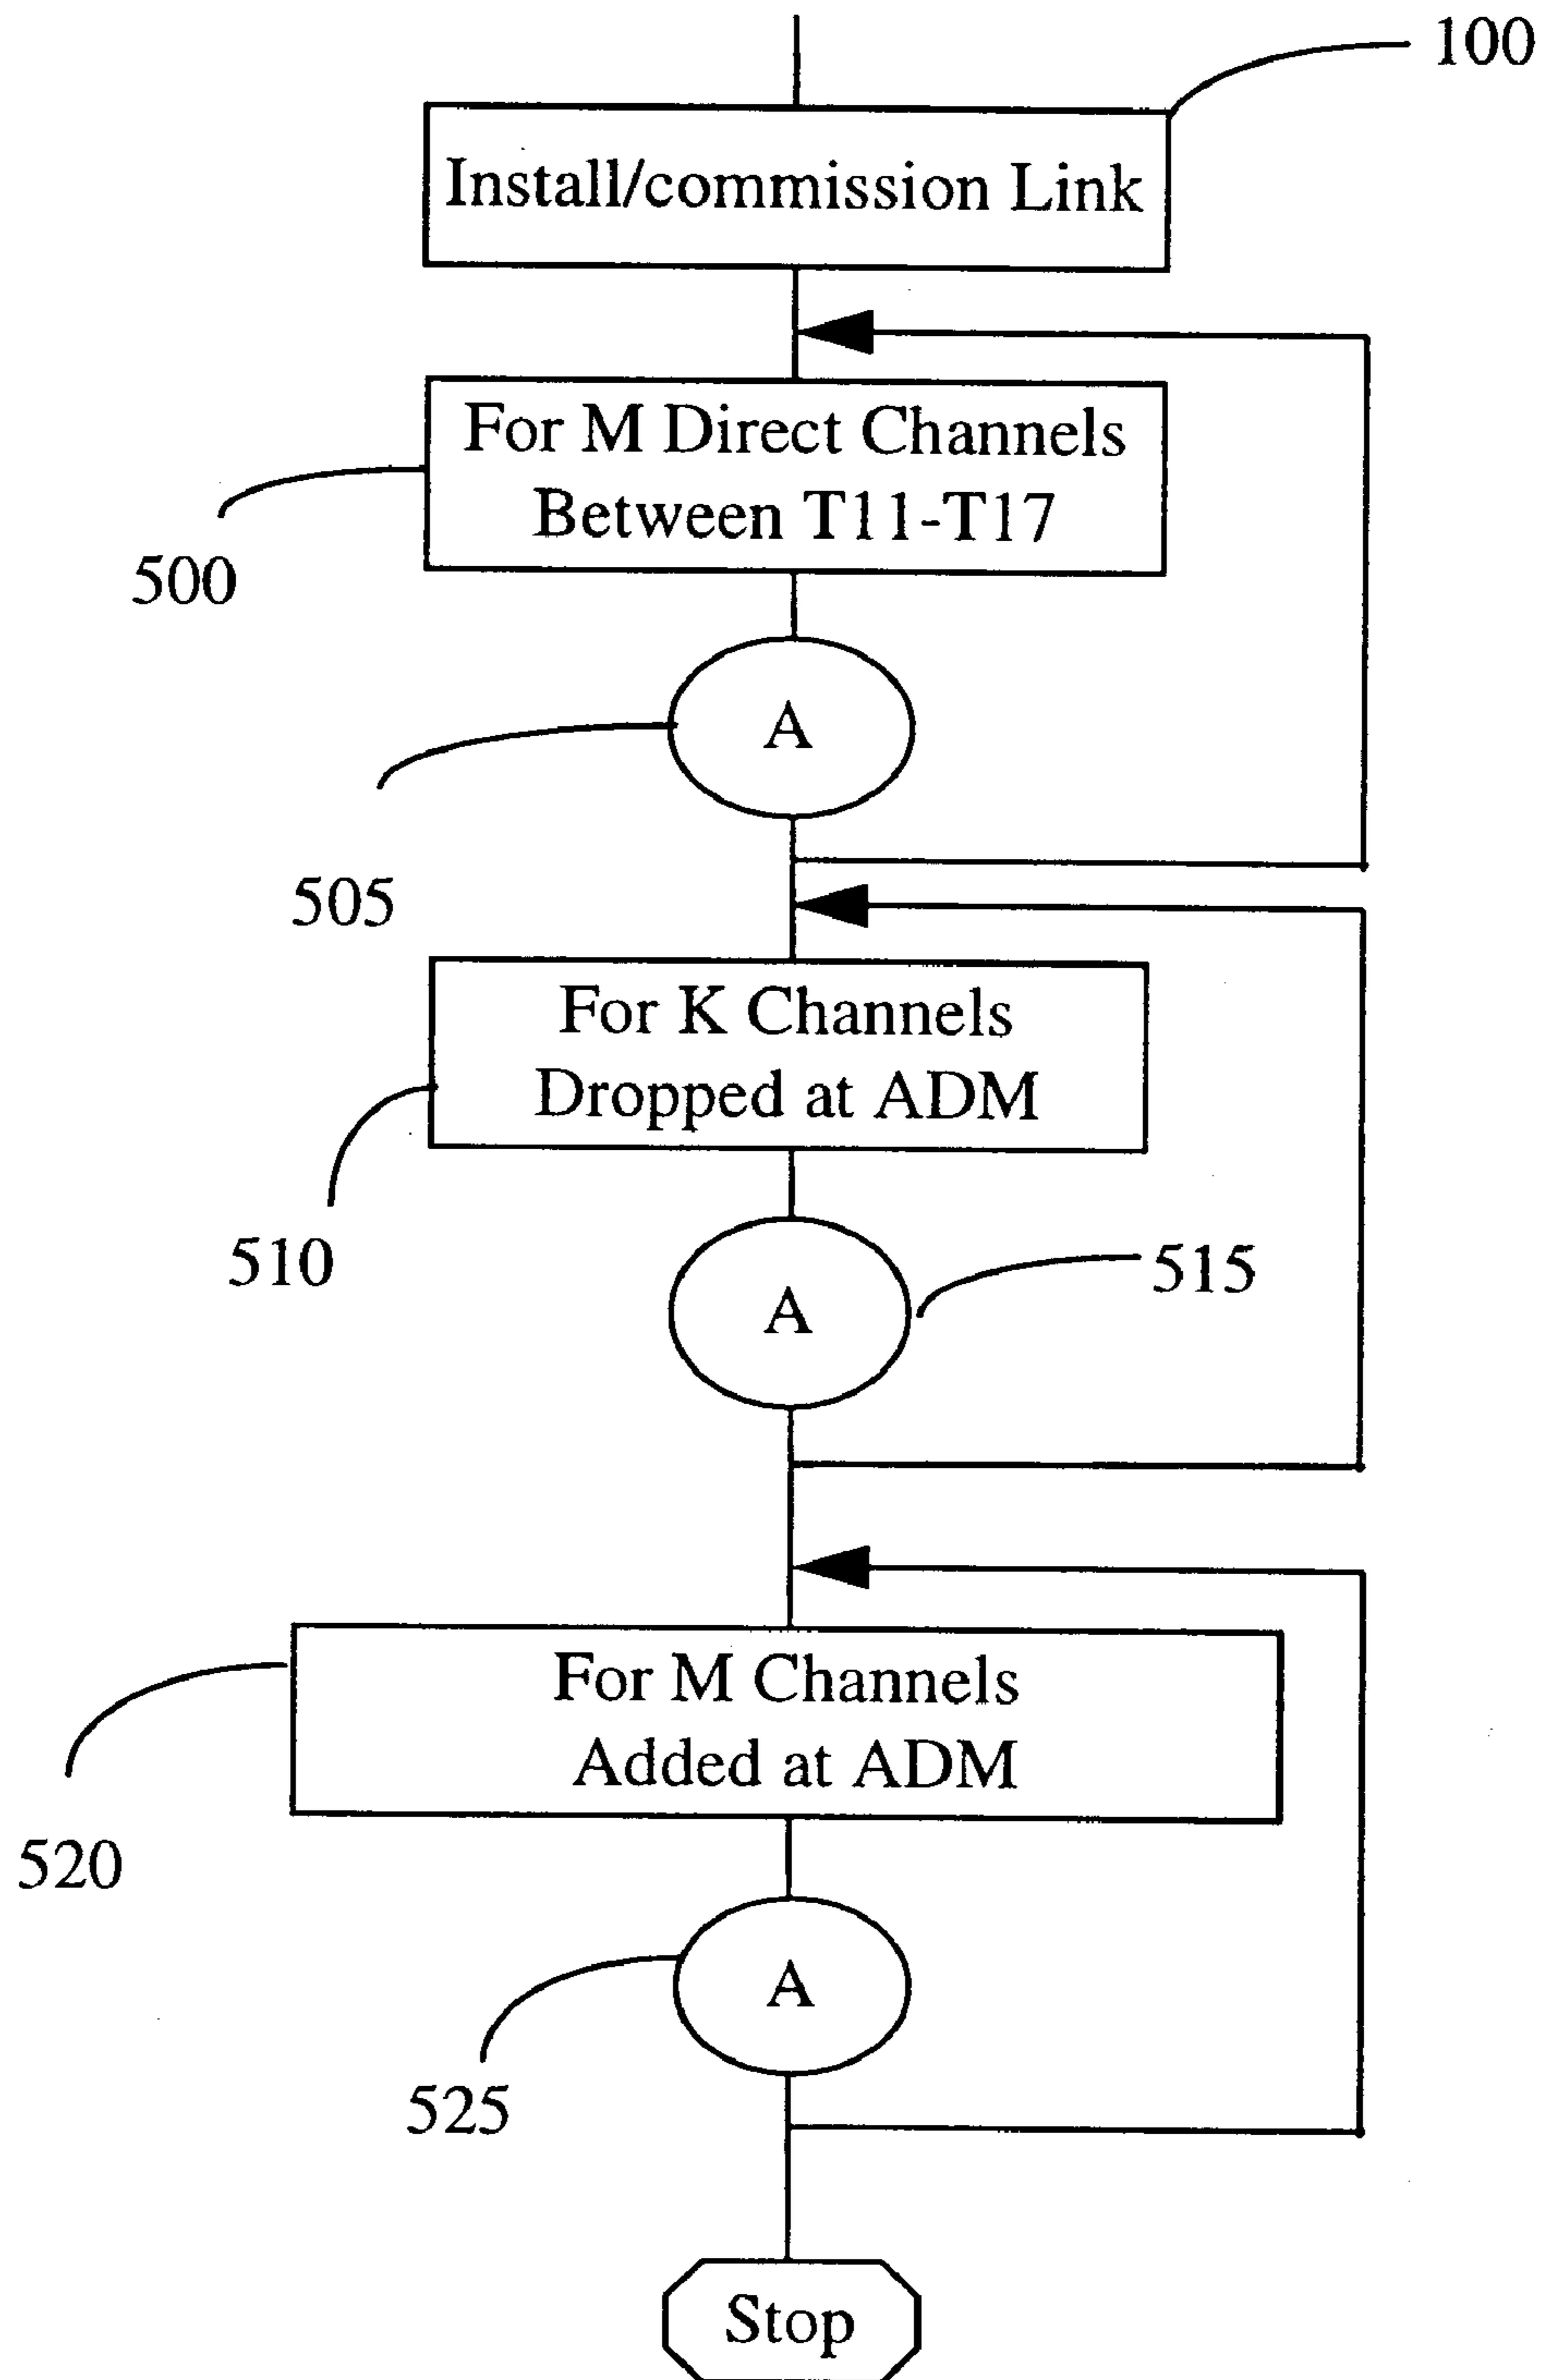 100
Install/commission Link
For M Direct Channels
Between T11-T17
500
A
505
For K Channels
Dropped at ADM
510
A
515
For M Channels
Added at ADM
520
A
525
Stop